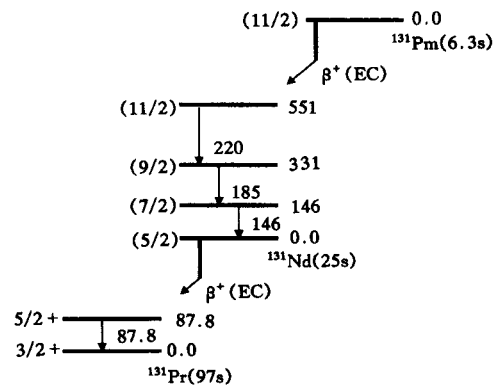 (11/2) 0.0
¹³¹Pm(6.3s)
β⁺(EC)
(11/2) 551
220
(9/2) 331
185
(7/2) 146
146
(5/2) 0.0
¹³¹Nd(25s)
β⁺(EC)
5/2 + 87.8
87.8
3/2 + 0.0
¹³¹Pr(97s)